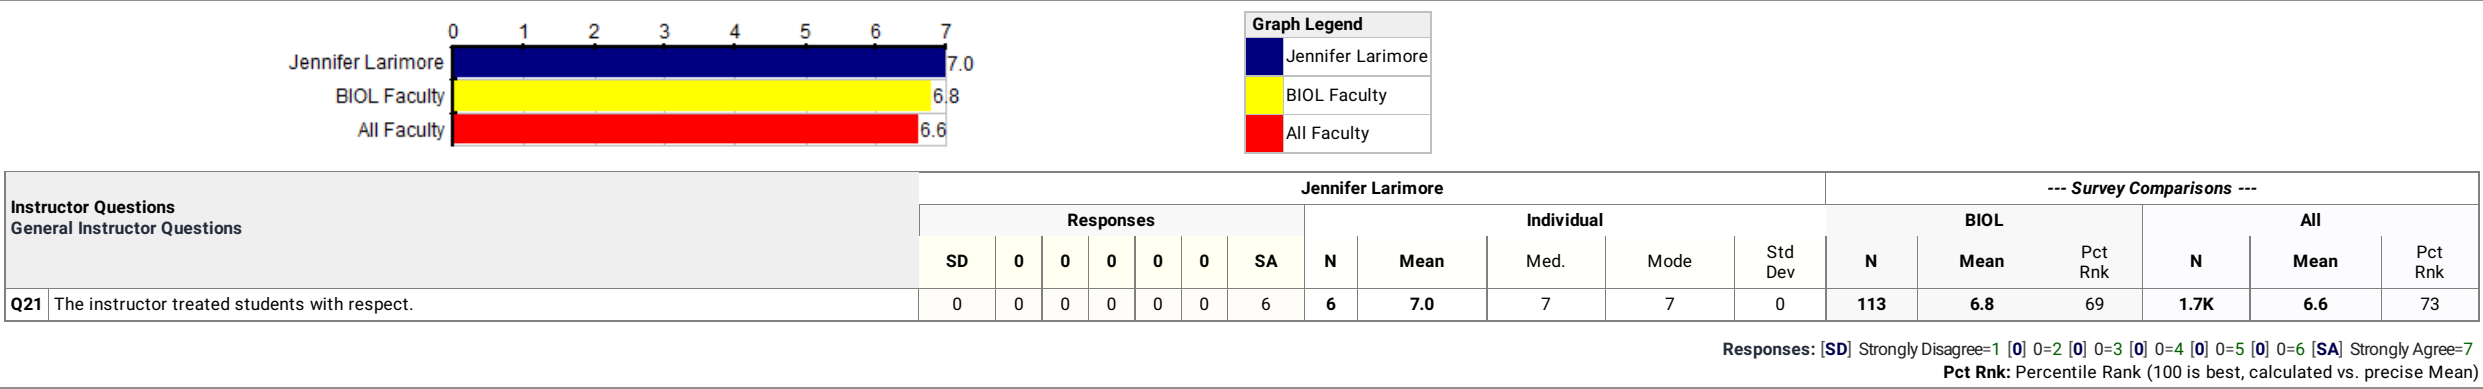 0 1 2 3 4 5 6 7
Jennifer Larimore 7.0
BIOL Faculty 6.8
All Faculty 6.6
Graph Legend
Jennifer Larimore
BIOL Faculty
All Faculty
Instructor Questions
General Instructor Questions
Jennifer Larimore --- Survey Comparisons ---
Responses Individual BIOL All
SD 0 0 0 0 0 SA N Mean Med. Mode Std Dev N Mean Pct Rnk N Mean Pct Rnk
Q21 The instructor treated students with respect. 0 0 0 0 0 0 6 6 7.0 7 7 0 113 6.8 69 1.7K 6.6 73
Responses: [SD] Strongly Disagree=1 [0] 0=2 [0] 0=3 [0] 0=4 [0] 0=5 [0] 0=6 [SA] Strongly Agree=7
Pct Rnk: Percentile Rank (100 is best, calculated vs. precise Mean)